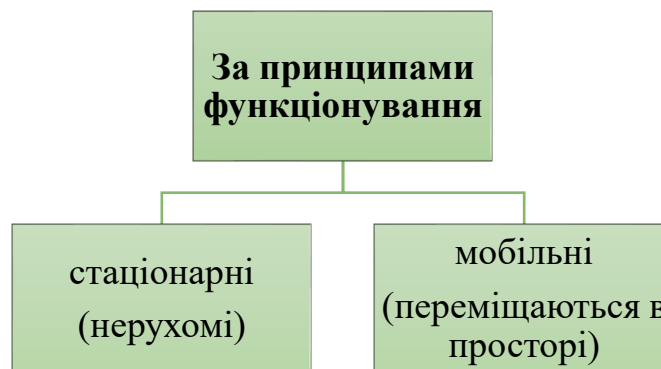 За принципами
функціонування
стаціонарні
(нерухомі)
мобільні
(переміщаються в
просторі)